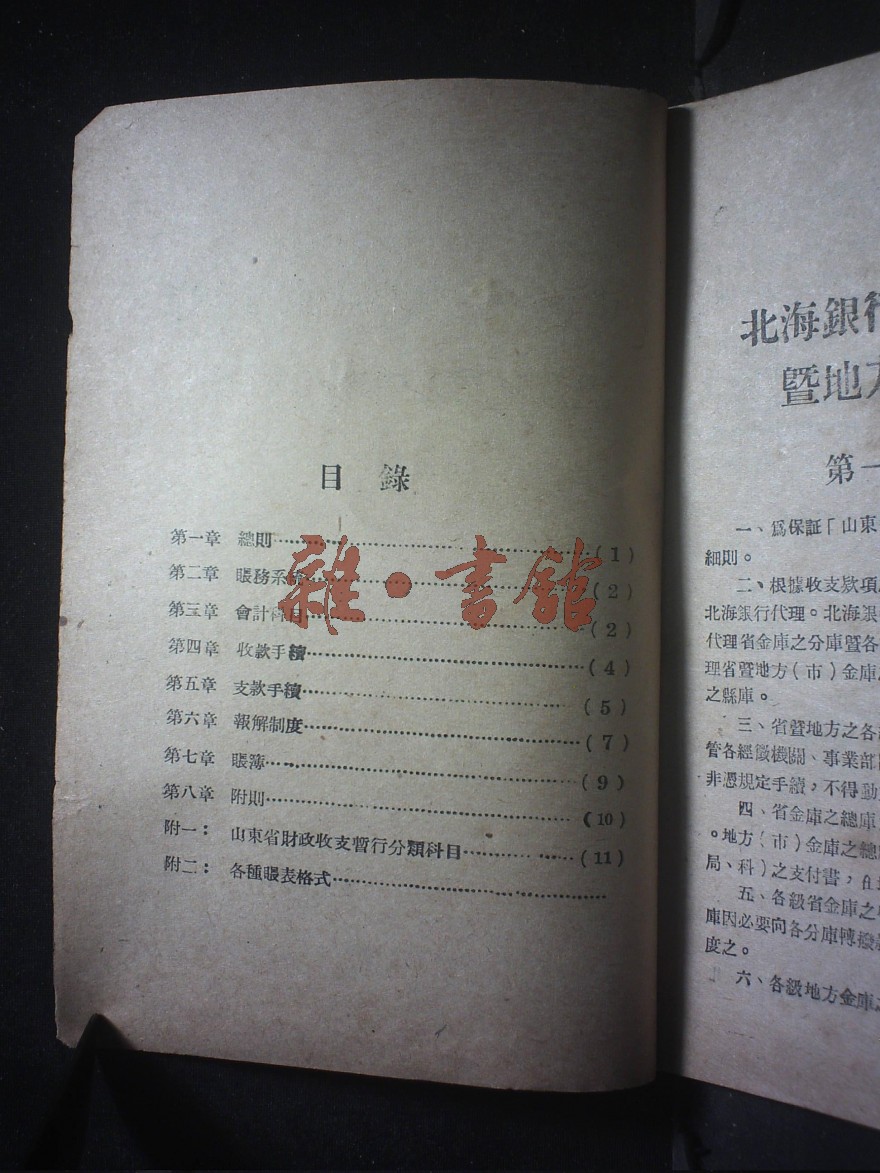 目錄
第一章 總則……(1)
第二章 賬務系統……(2)
第三章 會計科目……(2)
第四章 收款手續……(4)
第五章 支款手續……(5)
第六章 報解制度……(7)
第七章 賬簿……(9)
第八章 附則……(10)
附一: 山東省財政收支暫行分類科目……(11)
附二: 各種賬表格式……
雜·書館
北海銀行
暨地方
第一
一、爲保証「山東
細則。
二、根據收支款項
北海銀行代理。北海銀
代理省金庫之分庫暨各
理省暨地方(市)金庫
之縣庫。
三、省暨地方之各
管各經徵機關、事業部
非憑規定手續,不得動
四、省金庫之總庫
。地方(市)金庫之總
局、科)之支付書,在
五、各級省金庫之
庫因必要向各分庫轉撥
度之。
六、各級地方金庫之